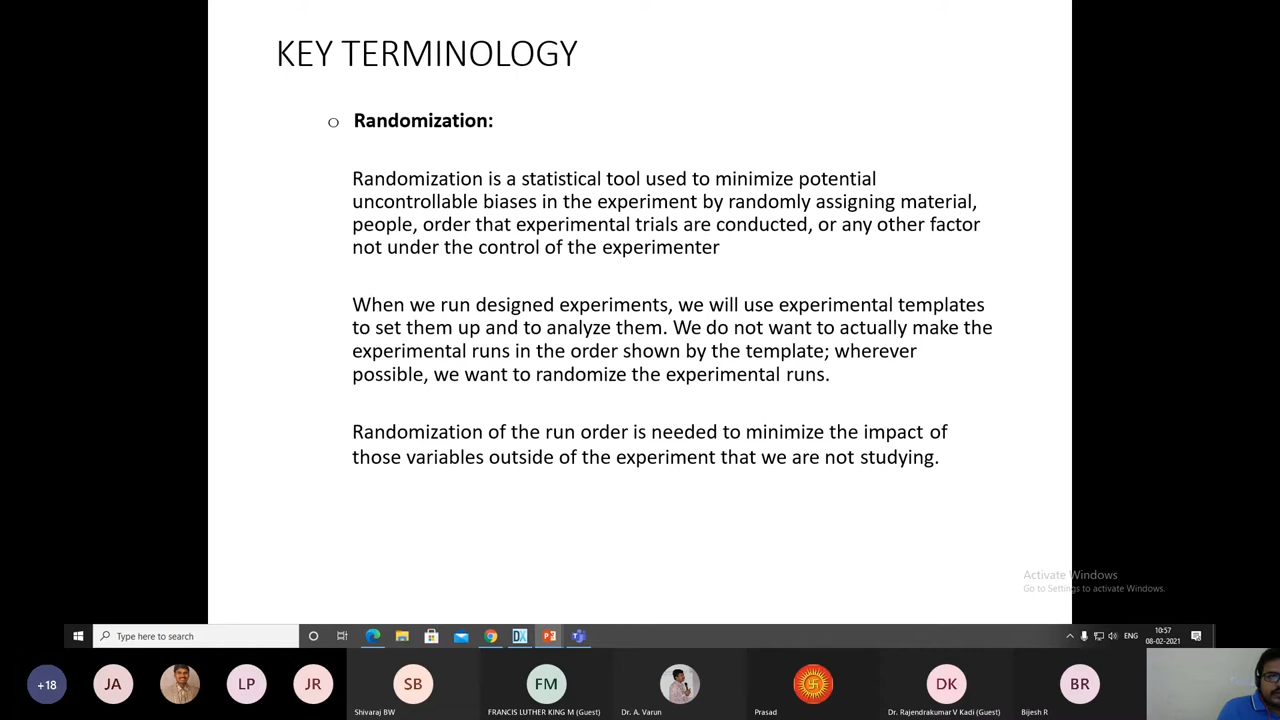 KEY TERMINOLOGY
o Randomization:
Randomization is a statistical tool used to minimize potential
uncontrollable biases in the experiment by randomly assigning material,
people, order that experimental trials are conducted, or any other factor
not under the control of the experimenter
When we run designed experiments, we will use experimental templates
to set them up and to analyze them. We do not want to actually make the
experimental runs in the order shown by the template; wherever
possible, we want to randomize the experimental runs.
Randomization of the run order is needed to minimize the impact of
those variables outside of the experiment that we are not studying.
Activate Windows
Go to Settings to activate Windows.
Type here to search
DX
ENG
10:57
08-02-2021
+18
JA
LP
JR
SB
FM
DK
BR
Shivaraj BW
FRANCIS LUTHER KING M (Guest)
Dr. A. Varun
Prasad
Dr. Rajendrakumar V Kadi (Guest)
Bijesh R